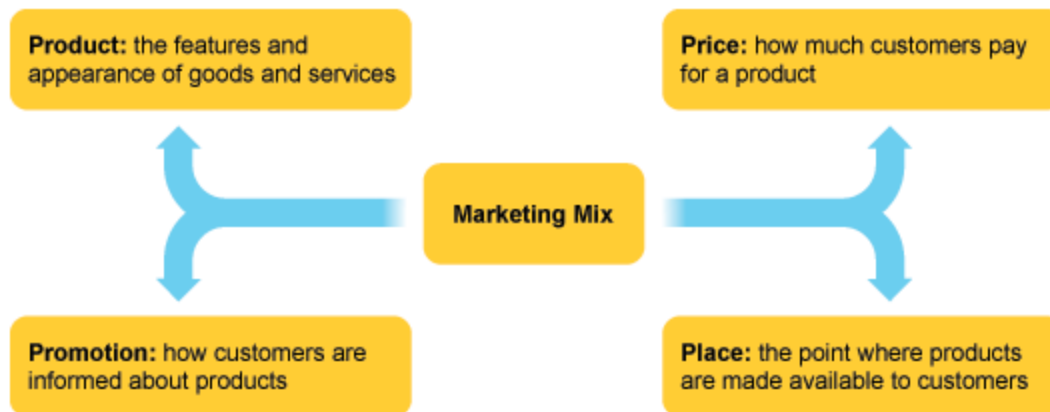 Product: the features and
appearance of goods and services
Price: how much customers pay
for a product
Marketing Mix
Promotion: how customers are
informed about products
Place: the point where products
are made available to customers